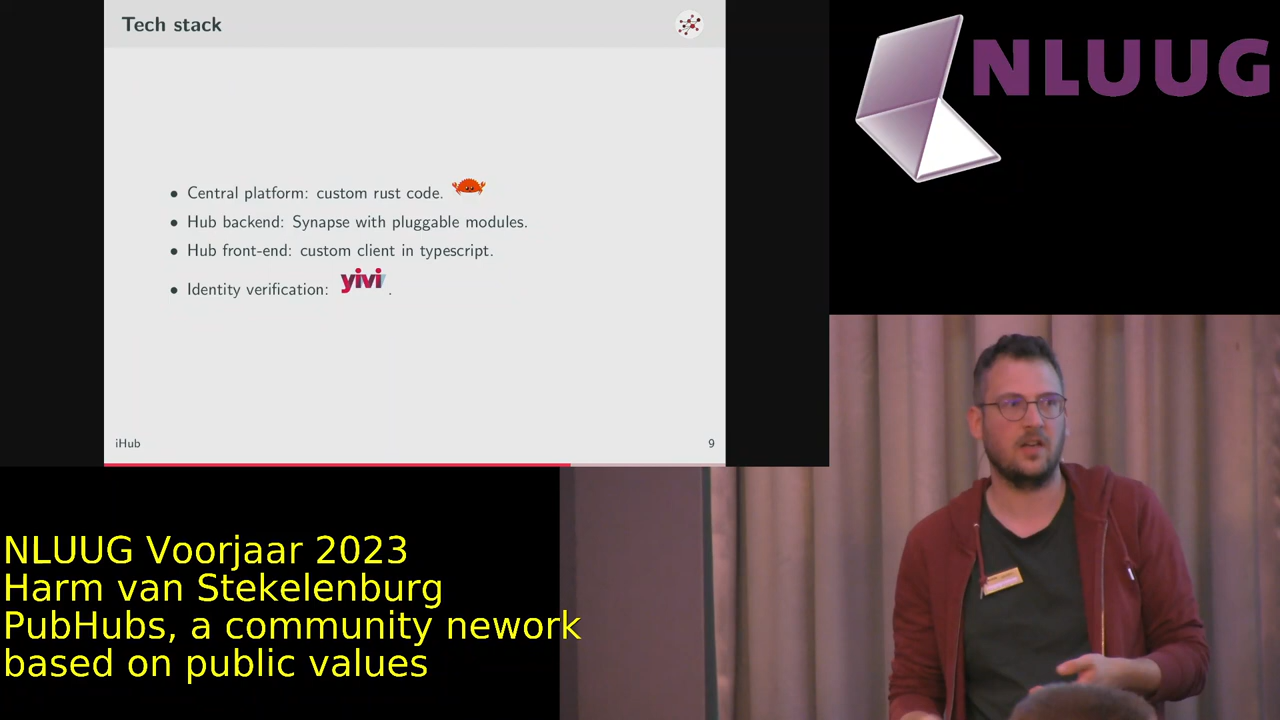 Tech stack
NLUUG
• Central platform: custom rust code.
• Hub backend: Synapse with pluggable modules.
• Hub front-end: custom client in typescript.
• Identity verification: yivi .
iHub
9
NLUUG Voorjaar 2023
Harm van Stekelenburg
PubHubs, a community nework
based on public values